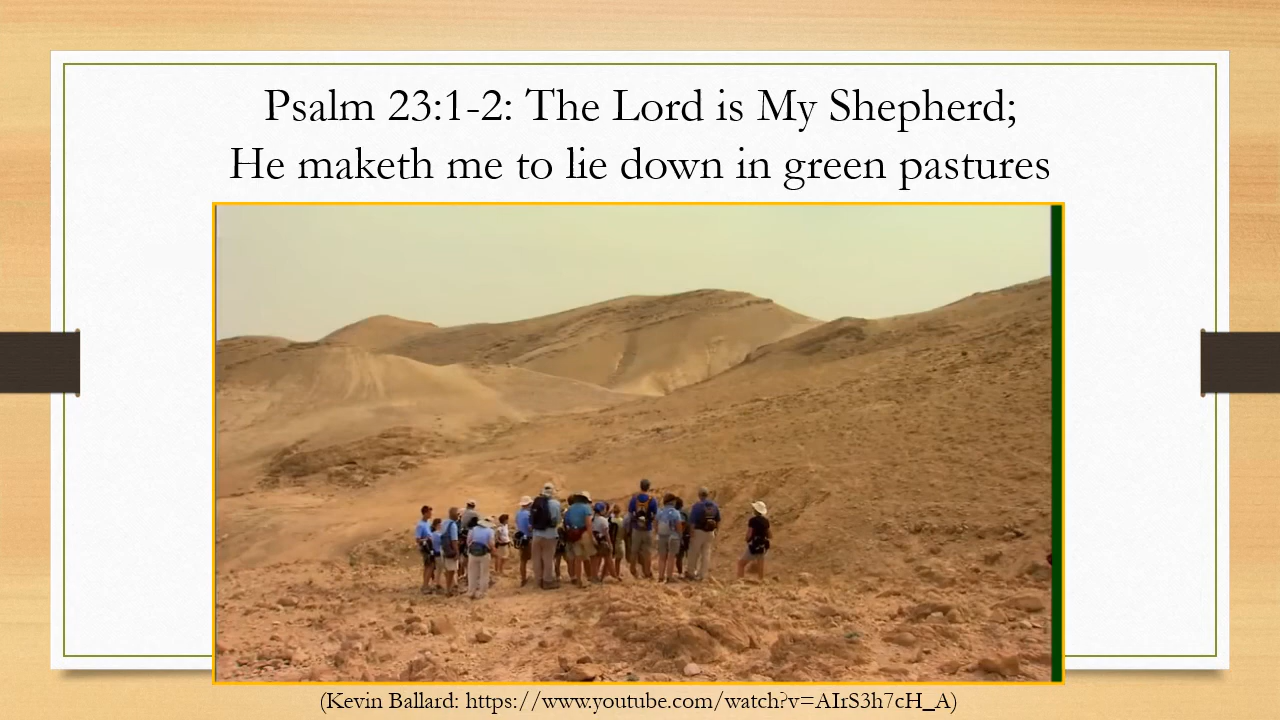 Psalm 23:1-2: The Lord is My Shepherd;
He maketh me to lie down in green pastures
(Kevin Ballard: https://www.youtube.com/watch?v=AIrS3h7cH_A)